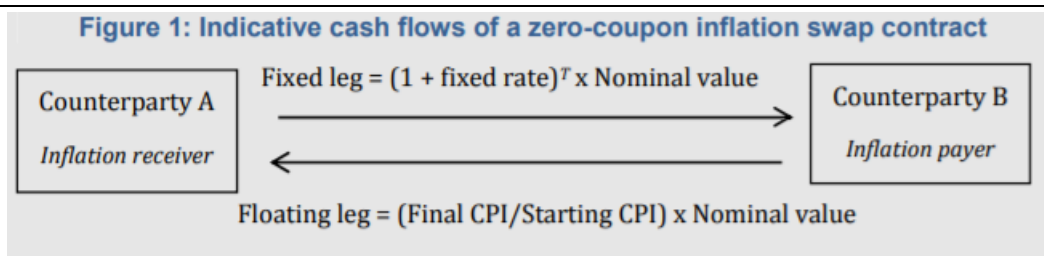 Figure 1: Indicative cash flows of a zero-coupon inflation swap contract
Counterparty A
Inflation receiver
Fixed leg = (1 + fixed rate)ᵀ x Nominal value
Counterparty B
Inflation payer
Floating leg = (Final CPI/Starting CPI) x Nominal value